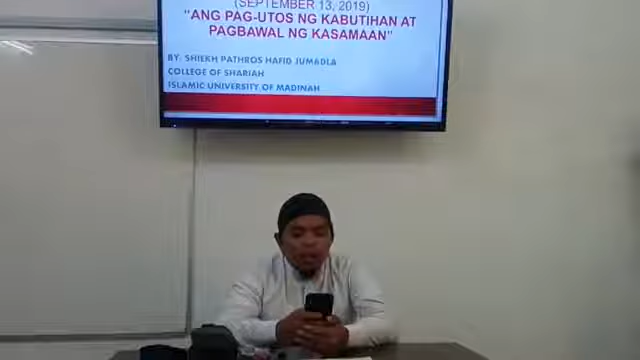 (SEPTEMBER 13, 2019)
"ANG PAG-UTOS NG KABUTIHAN AT
PAGBAWAL NG KASAMAAN"
BY: SHIEKH PATHROS HAFID JUMADLA
COLLEGE OF SHARIAH
ISLAMIC UNIVERSITY OF MADINAH